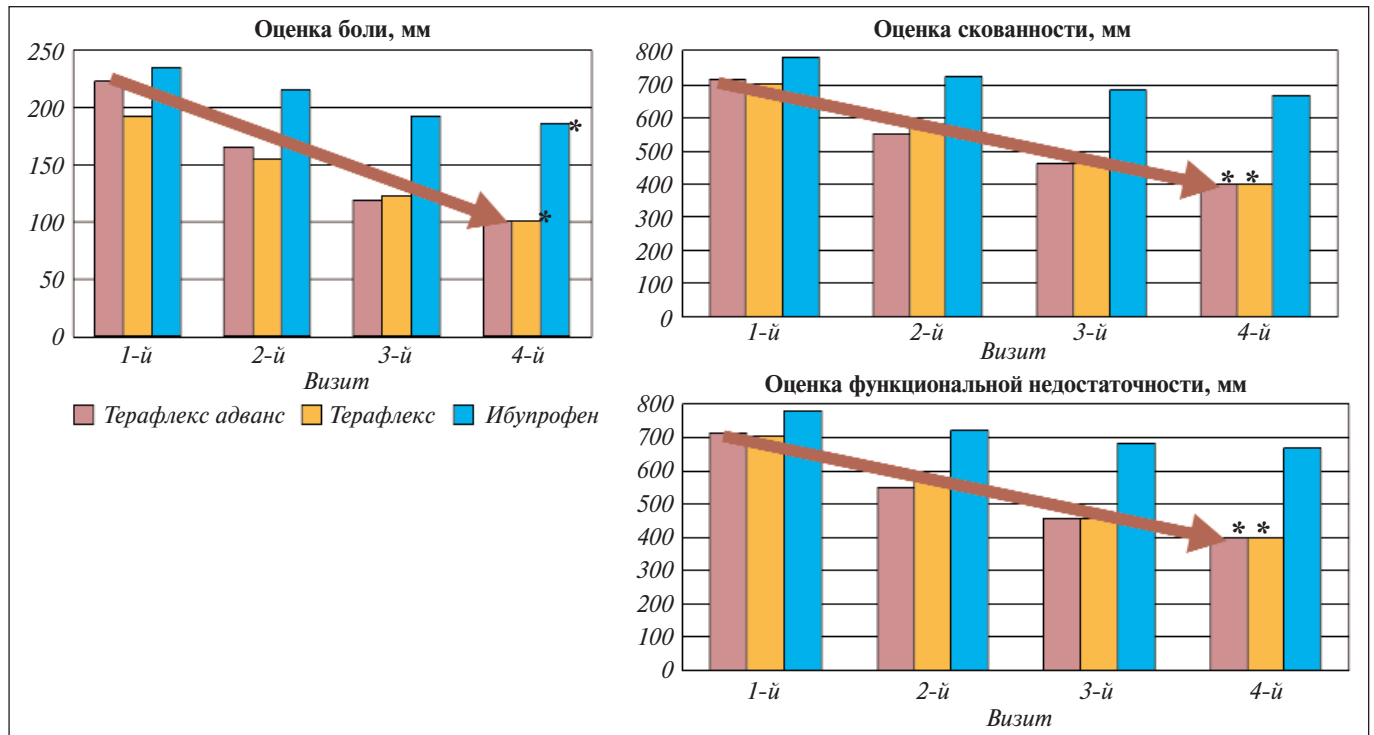 Оценка боли, мм
250
200
150
100
50
0
*
*
1-й 2-й 3-й 4-й
Визит
Терафлекс адванс Терафлекс Ибупрофен
Оценка скованности, мм
800
700
600
500
400
300
200
100
0
* *
1-й 2-й 3-й 4-й
Визит
Оценка функциональной недостаточности, мм
800
700
600
500
400
300
200
100
0
* *
1-й 2-й 3-й 4-й
Визит